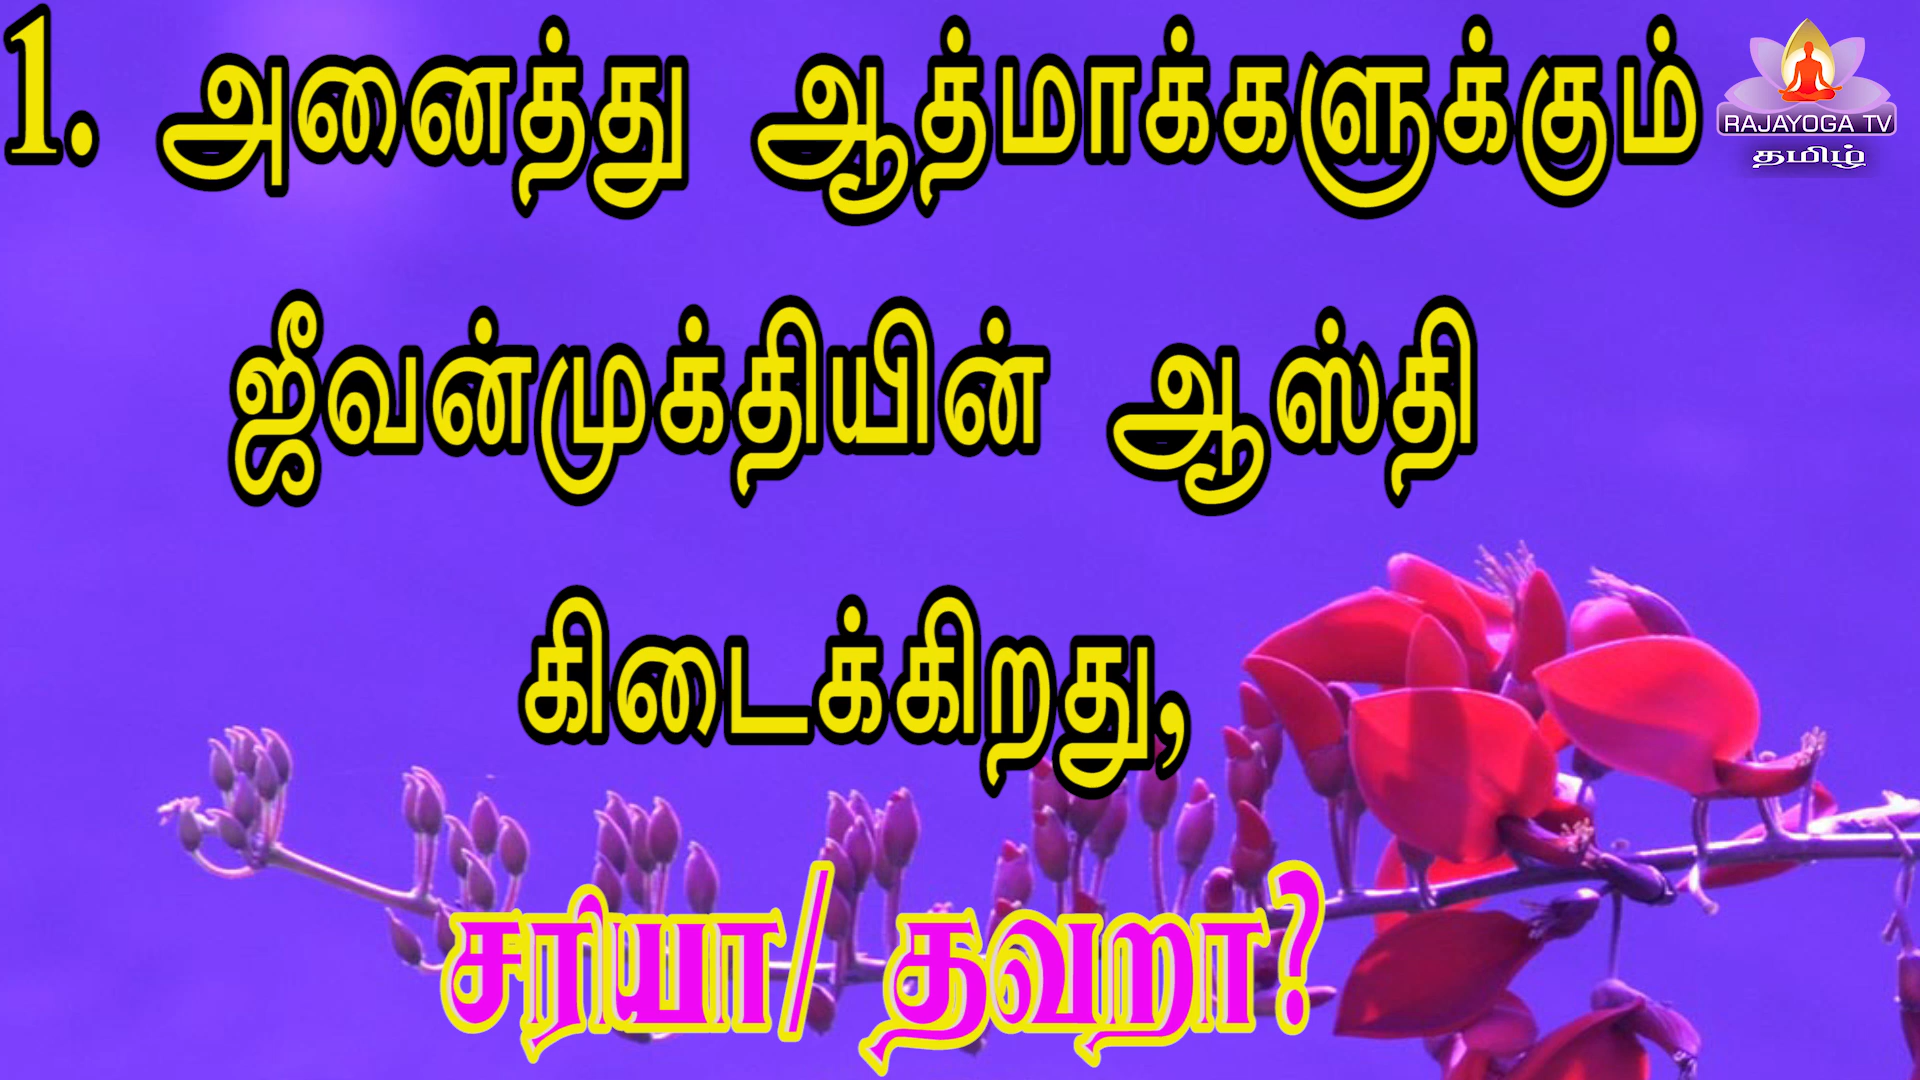 1. அனைத்து ஆத்மாக்களுக்கும்
ஜீவன்முக்தியின் ஆஸ்தி
கிடைக்கிறது,
சரியா/ தவறா?
RAJAYOGA TV
தமிழ்